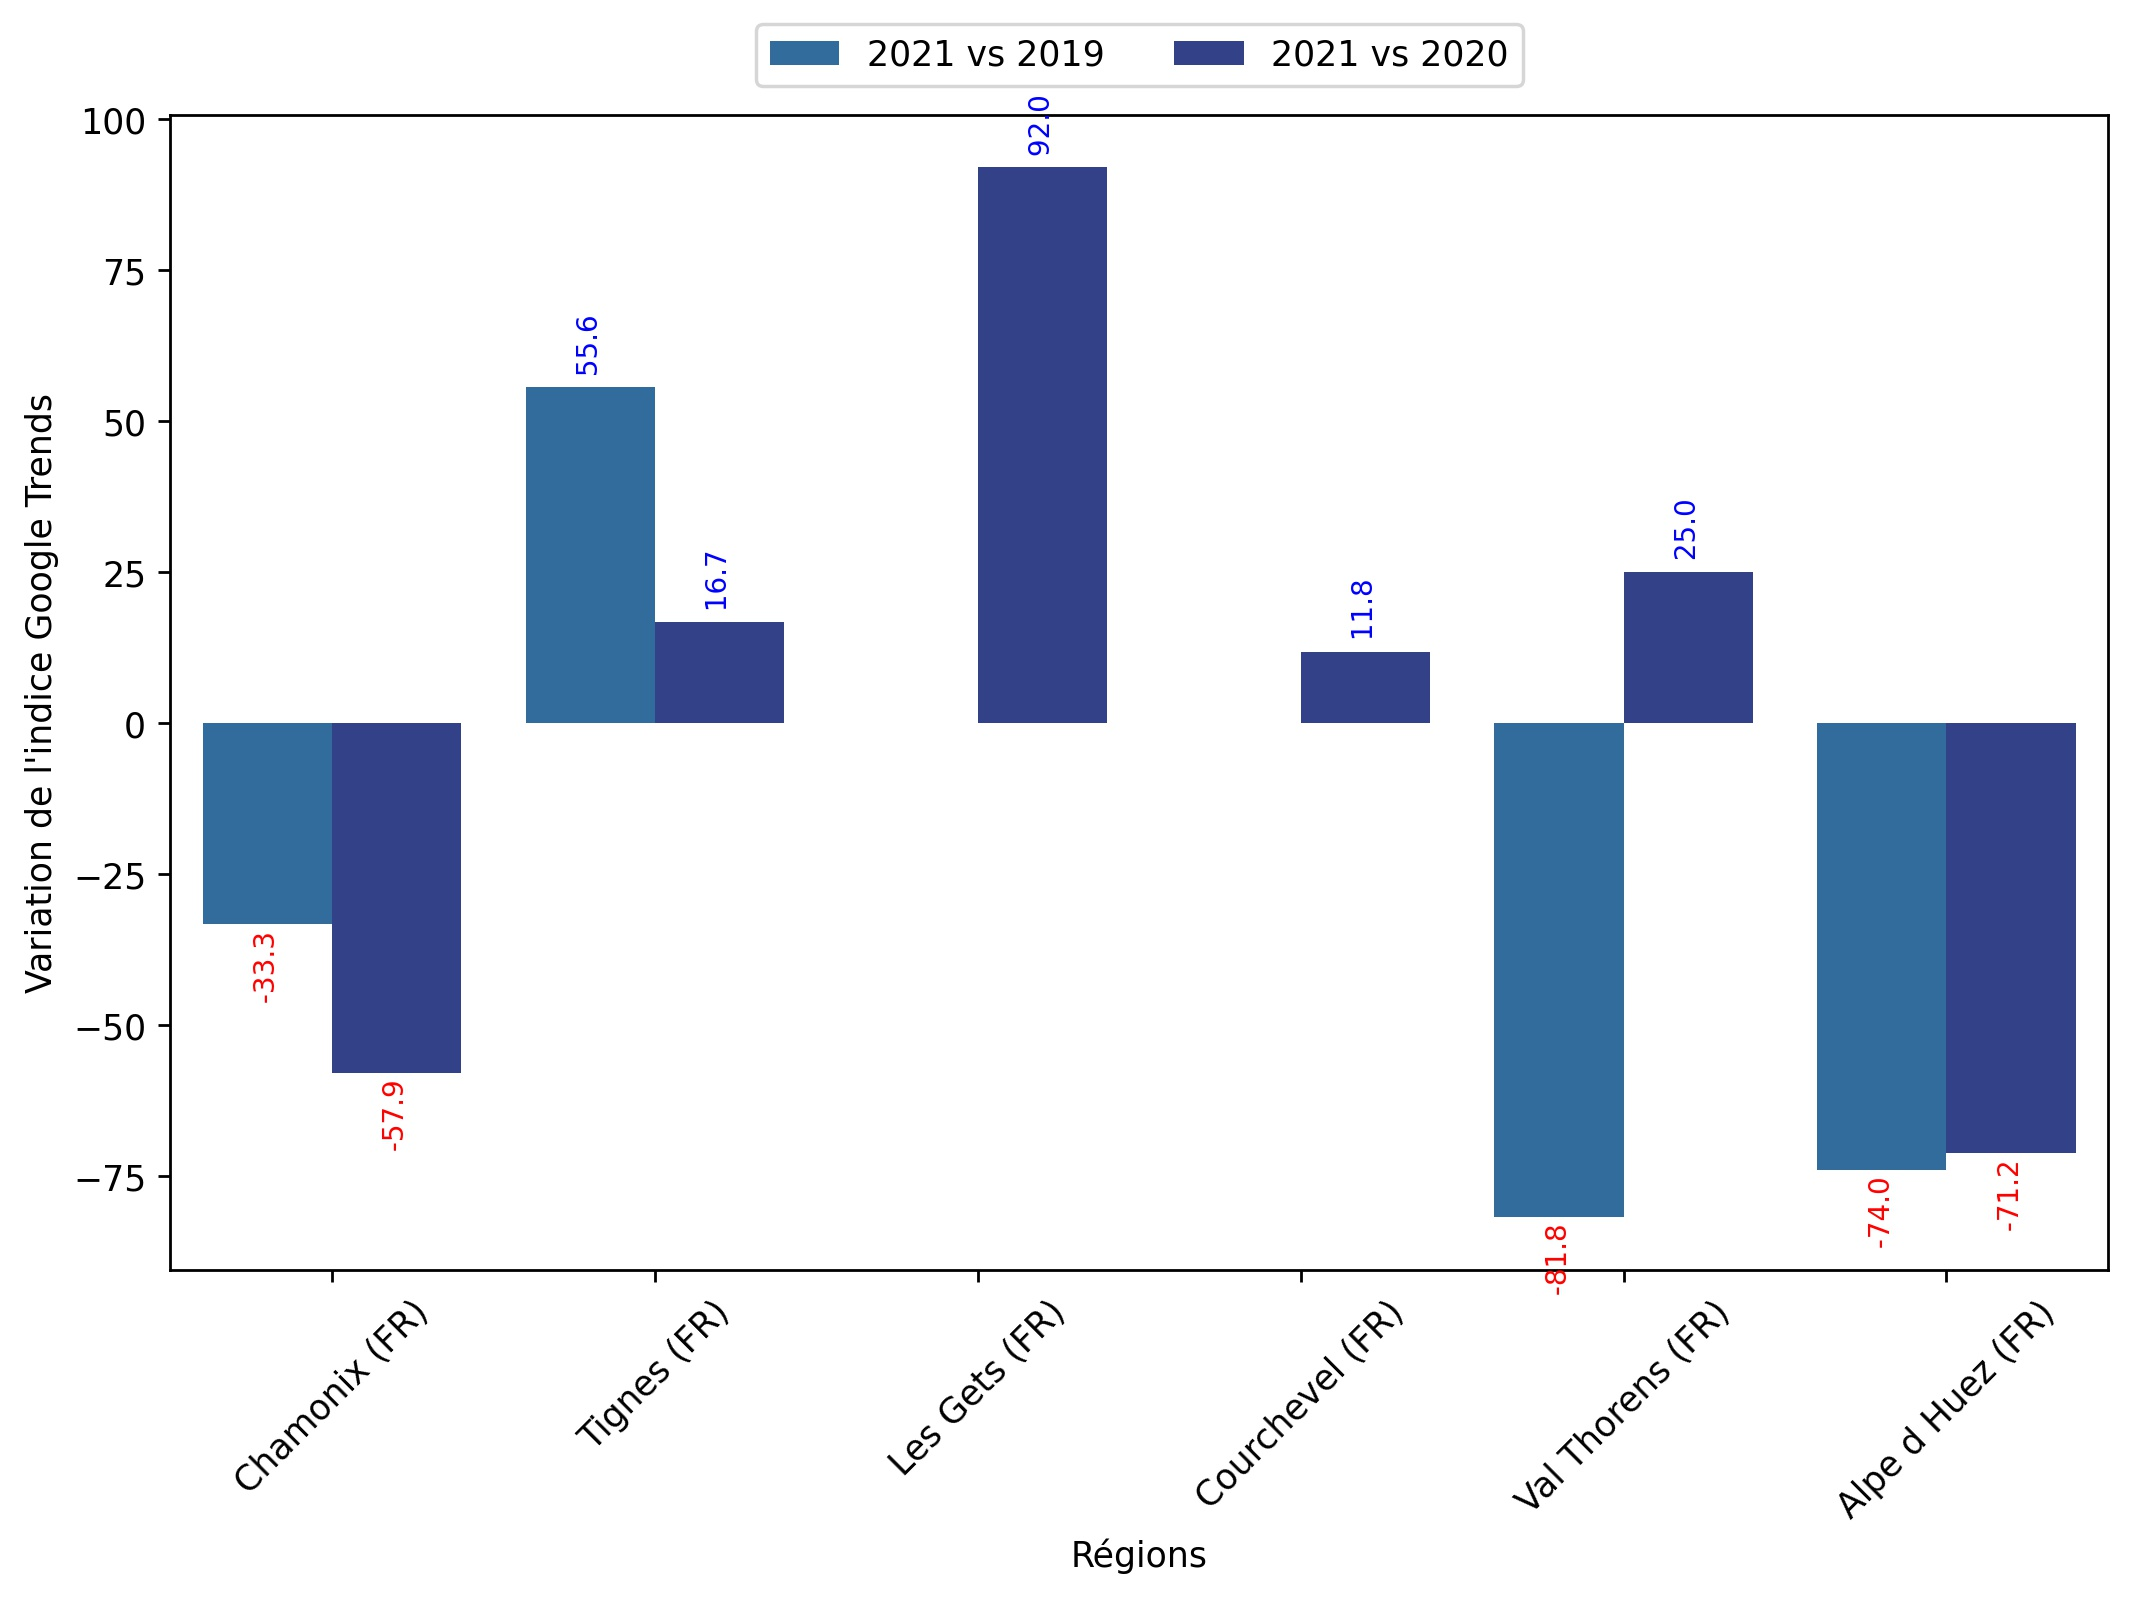 2021 vs 2019
2021 vs 2020
Variation de l'indice Google Trends
100
75
50
25
0
−25
−50
−75
-33.3
-57.9
55.6
16.7
92.0
11.8
-81.8
25.0
-74.0
-71.2
Chamonix (FR)
Tignes (FR)
Les Gets (FR)
Courchevel (FR)
Val Thorens (FR)
Alpe d Huez (FR)
Régions